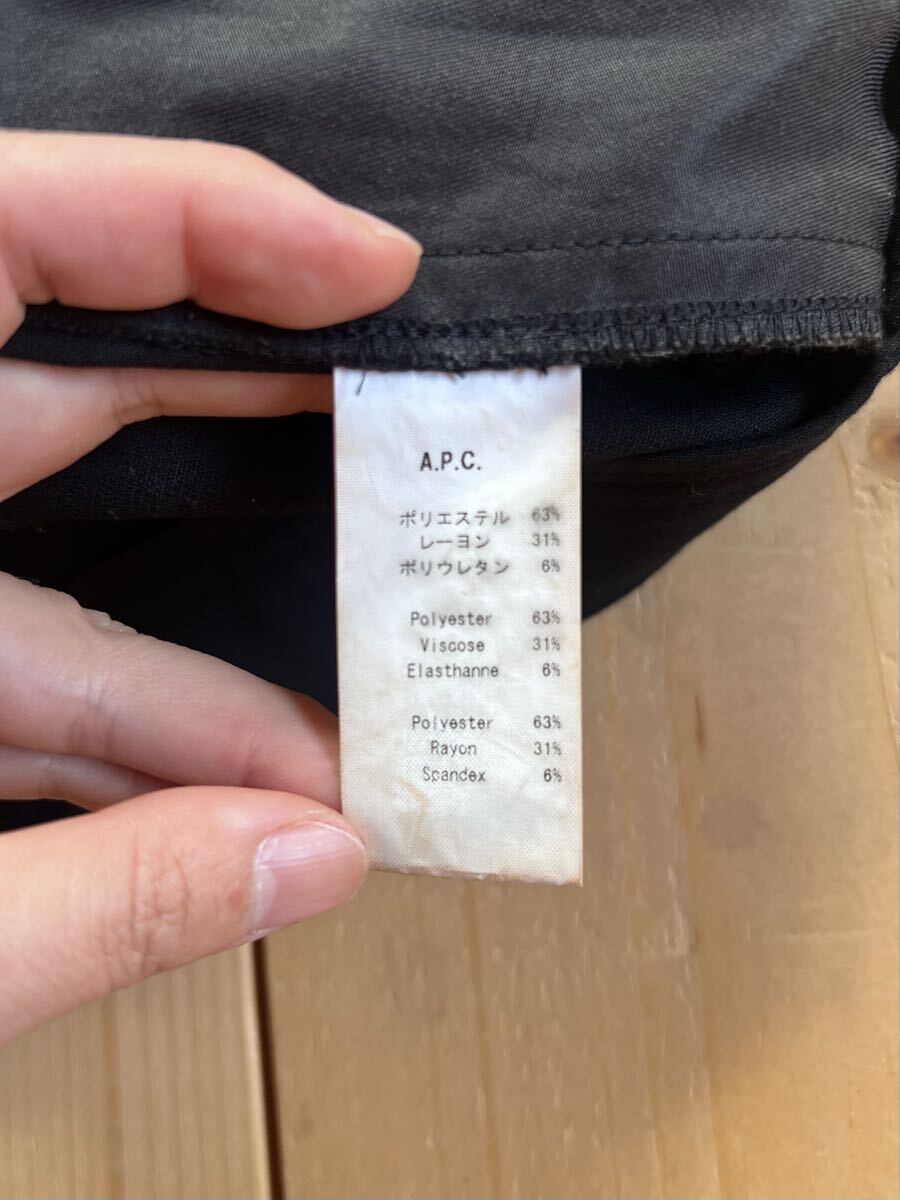 A.P.C.
ポリエステル 63%
レーヨン 31%
ポリウレタン 6%
Polyester 63%
Viscose 31%
Elasthanne 6%
Polyester 63%
Rayon 31%
Spandex 6%